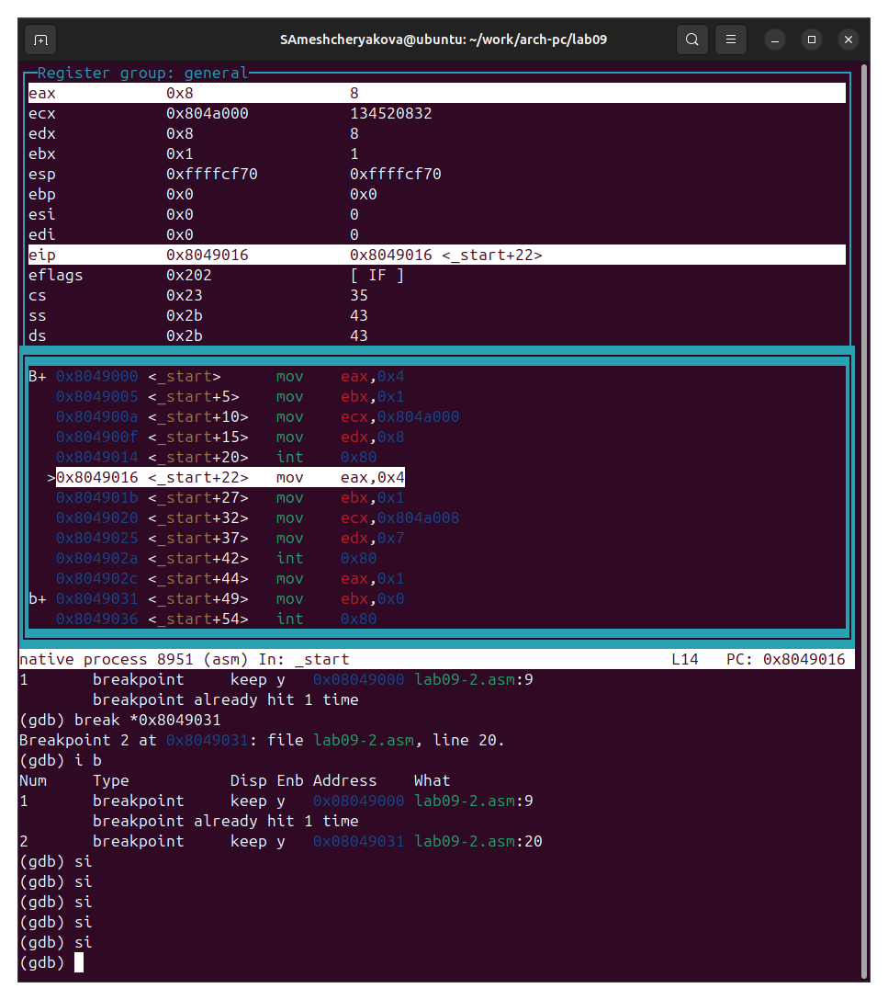 SAmeshcheryakova@ubuntu: ~/work/arch-pc/lab09
Register group: general
eax            0x8                 8
ecx            0x804a000           134520832
edx            0x8                 8
ebx            0x1                 1
esp            0xffffcf70          0xffffcf70
ebp            0x0                 0x0
esi            0x0                 0
edi            0x0                 0
eip            0x8049016           0x8049016 <_start+22>
eflags         0x202               [ IF ]
cs             0x23                35
ss             0x2b                43
ds             0x2b                43
B+ 0x8049000 <_start>      mov    eax,0x4
   0x8049005 <_start+5>    mov    ebx,0x1
   0x804900a <_start+10>   mov    ecx,0x804a000
   0x804900f <_start+15>   mov    edx,0x8
   0x8049014 <_start+20>   int    0x80
  >0x8049016 <_start+22>   mov    eax,0x4
   0x804901b <_start+27>   mov    ebx,0x1
   0x8049020 <_start+32>   mov    ecx,0x804a008
   0x8049025 <_start+37>   mov    edx,0x7
   0x804902a <_start+42>   int    0x80
   0x804902c <_start+44>   mov    eax,0x1
b+ 0x8049031 <_start+49>   mov    ebx,0x0
   0x8049036 <_start+54>   int    0x80
native process 8951 (asm) In: _start                                   L14   PC: 0x8049016
1       breakpoint     keep y   0x08049000 lab09-2.asm:9
        breakpoint already hit 1 time
(gdb) break *0x8049031
Breakpoint 2 at 0x8049031: file lab09-2.asm, line 20.
(gdb) i b
Num     Type           Disp Enb Address    What
1       breakpoint     keep y   0x08049000 lab09-2.asm:9
        breakpoint already hit 1 time
2       breakpoint     keep y   0x08049031 lab09-2.asm:20
(gdb) si
(gdb) si
(gdb) si
(gdb) si
(gdb) si
(gdb)